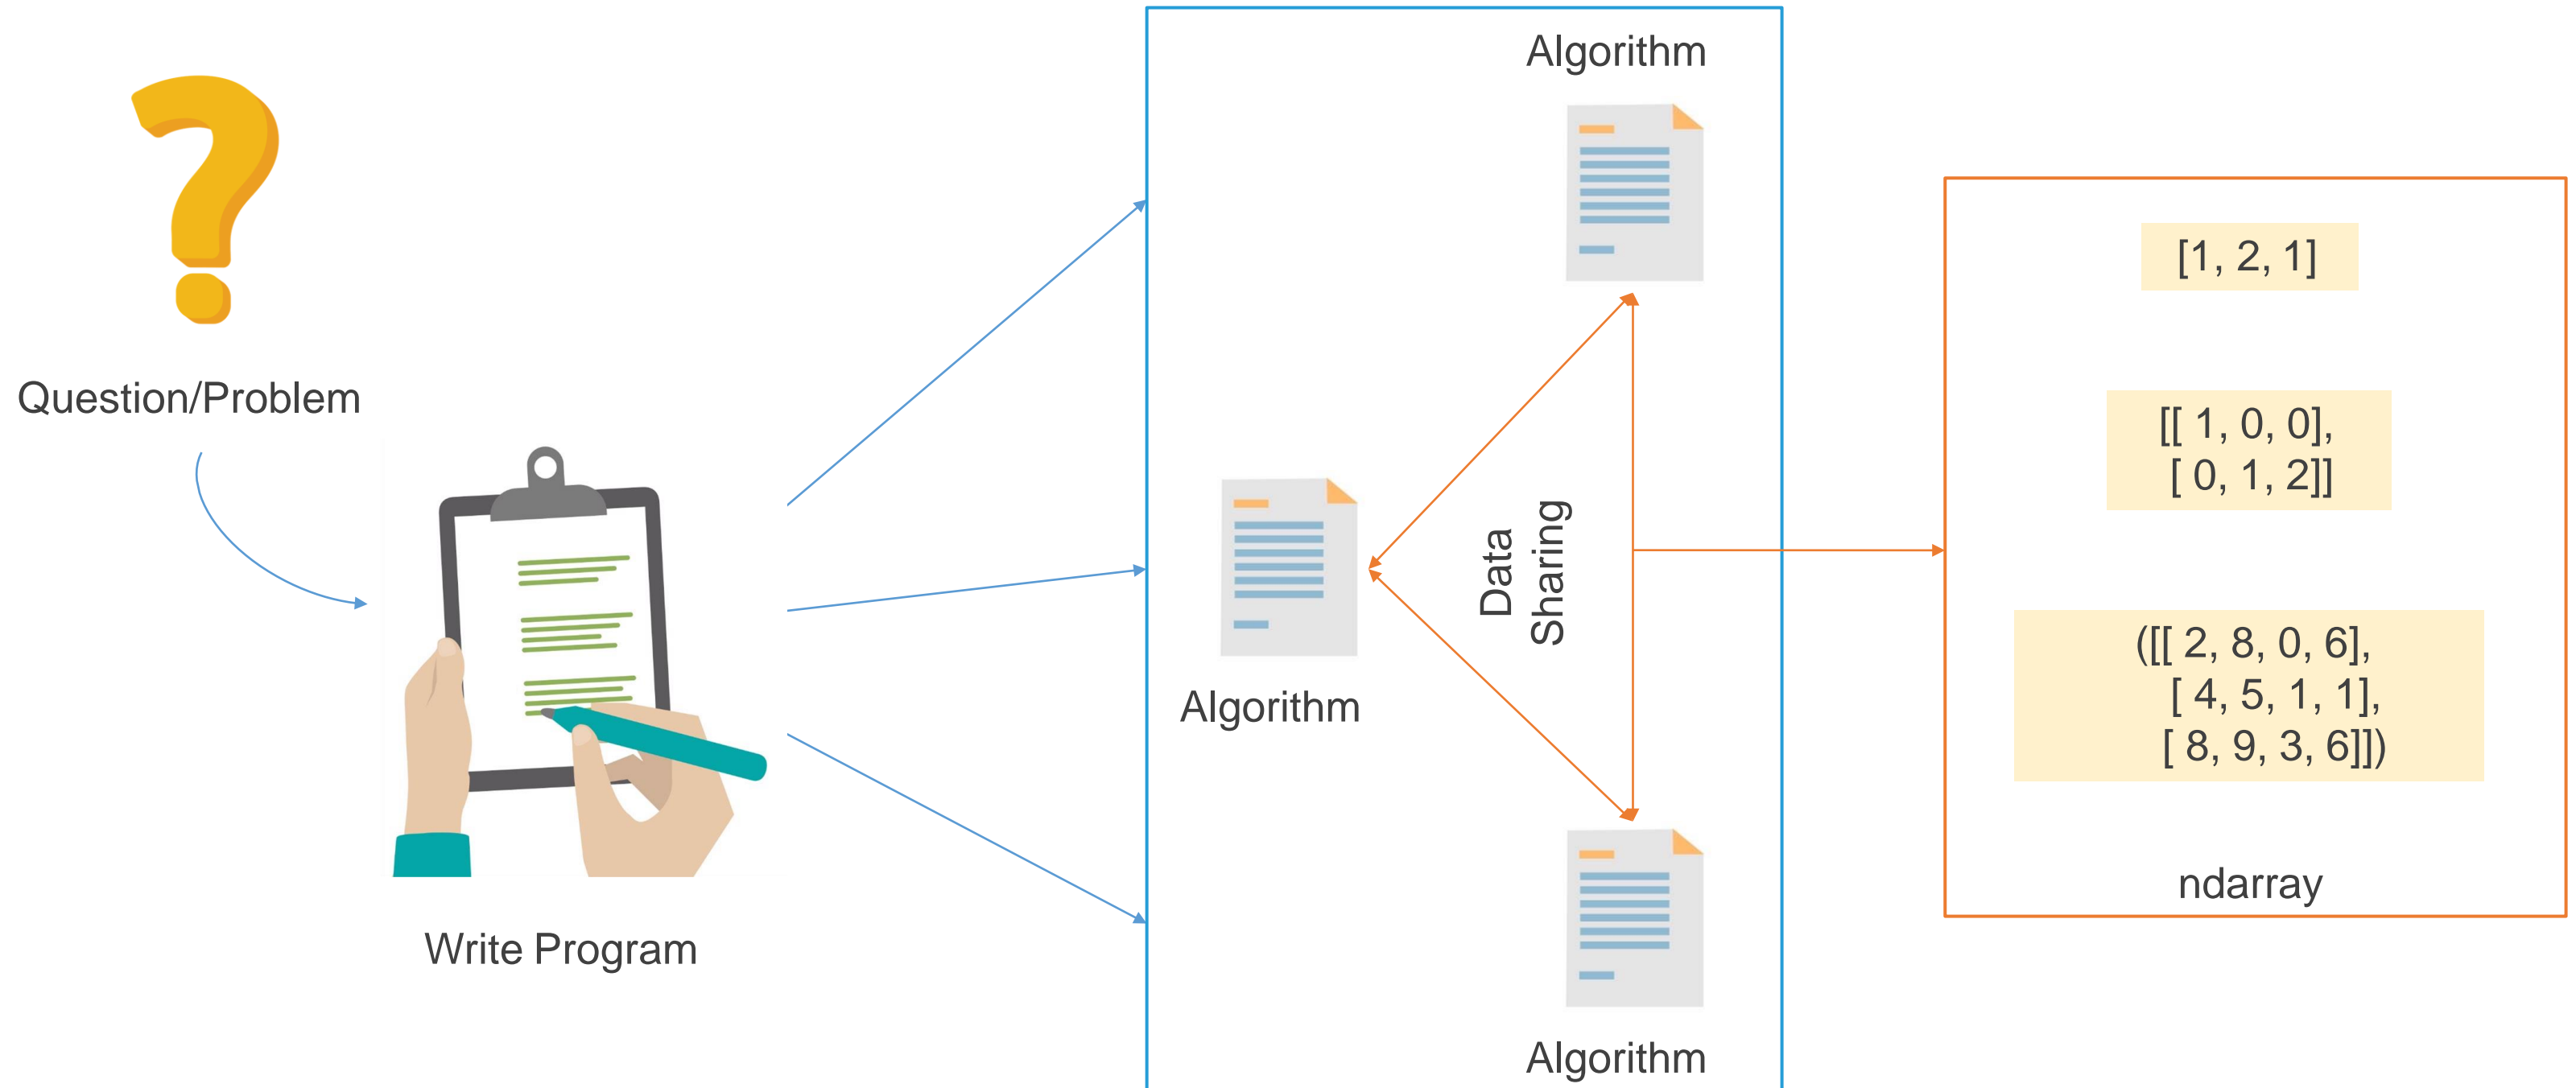 Question/Problem
Write Program
Algorithm
Algorithm
Data
Sharing
Algorithm
[1, 2, 1]
[[ 1, 0, 0],
[ 0, 1, 2]]
([[ 2, 8, 0, 6],
[ 4, 5, 1, 1],
[ 8, 9, 3, 6]])
ndarray